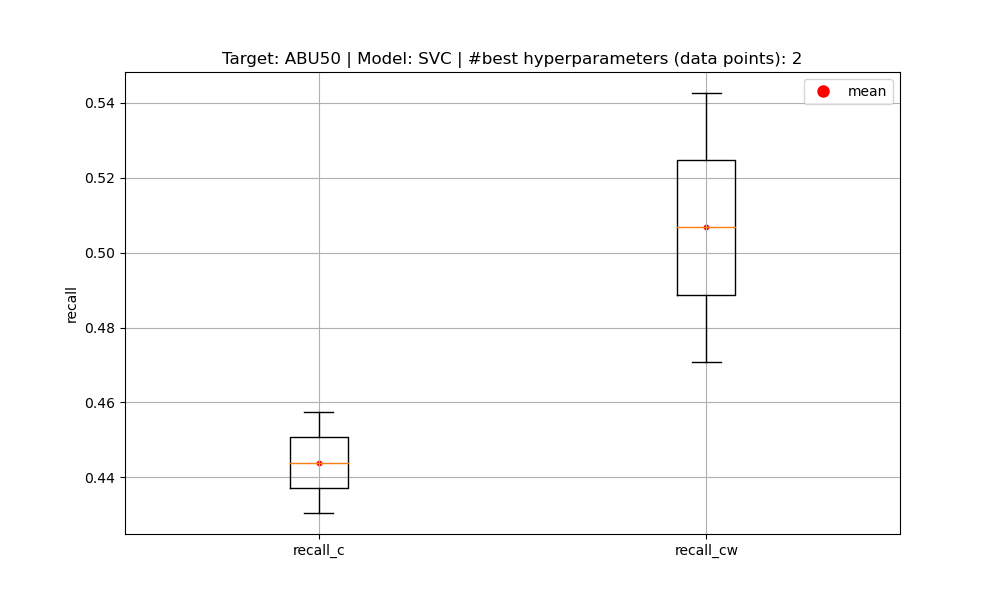 Target: ABU50 | Model: SVC | #best hyperparameters (data points): 2
mean
0.54
0.52
0.50
0.48
0.46
0.44
recall
recall_c
recall_cw